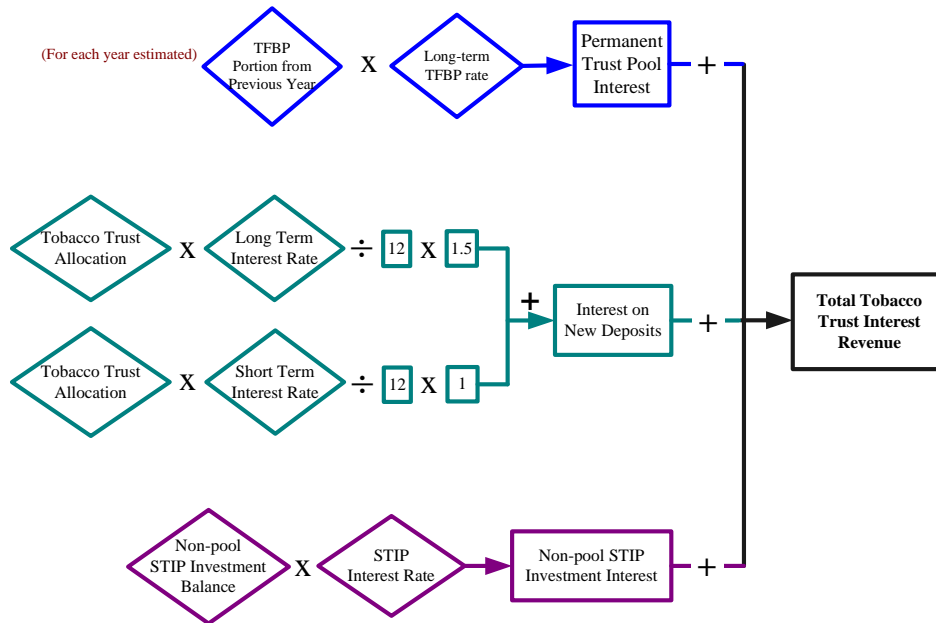 (For each year estimated)
TFBP
Portion from
Previous Year
X
Long-term
TFBP rate
Permanent
Trust Pool
Interest
+
Tobacco Trust
Allocation
X
Long Term
Interest Rate
÷
12
X
1.5
+
Interest on
New Deposits
+
Total Tobacco
Trust Interest
Revenue
Tobacco Trust
Allocation
X
Short Term
Interest Rate
÷
12
X
1
Non-pool
STIP Investment
Balance
X
STIP
Interest Rate
Non-pool STIP
Investment Interest
+